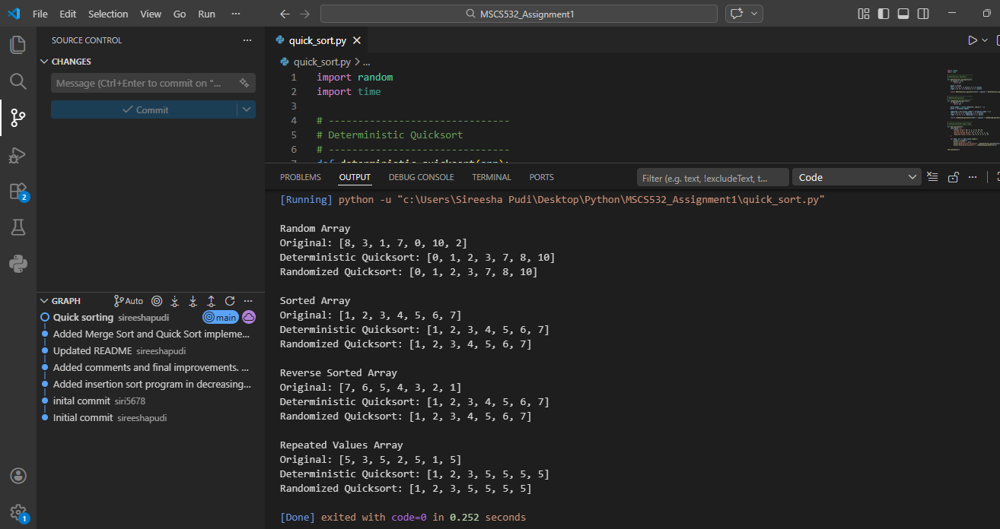 File Edit Selection View Go Run ···
MSCS532_Assignment1
SOURCE CONTROL ···
CHANGES
Message (Ctrl+Enter to commit on "...
Commit
2
GRAPH Auto ···
Quick sorting sireeshapudi main
Added Merge Sort and Quick Sort impleme...
Updated README sireeshapudi
Added comments and final improvements. ...
Added insertion sort program in decreasing...
inital commit siri5678
Initial commit sireeshapudi
1
quick_sort.py
quick_sort.py > ...
1 import random
2 import time
3
4 # -------------------------------
5 # Deterministic Quicksort
6 # -------------------------------
7 def deterministic_quicksort(arr):
PROBLEMS OUTPUT DEBUG CONSOLE TERMINAL PORTS
Filter (e.g. text, !excludeText, t...
Code
···
[Running] python -u "c:\Users\Sireesha Pudi\Desktop\Python\MSCS532_Assignment1\quick_sort.py"
Random Array
Original: [8, 3, 1, 7, 0, 10, 2]
Deterministic Quicksort: [0, 1, 2, 3, 7, 8, 10]
Randomized Quicksort: [0, 1, 2, 3, 7, 8, 10]
Sorted Array
Original: [1, 2, 3, 4, 5, 6, 7]
Deterministic Quicksort: [1, 2, 3, 4, 5, 6, 7]
Randomized Quicksort: [1, 2, 3, 4, 5, 6, 7]
Reverse Sorted Array
Original: [7, 6, 5, 4, 3, 2, 1]
Deterministic Quicksort: [1, 2, 3, 4, 5, 6, 7]
Randomized Quicksort: [1, 2, 3, 4, 5, 6, 7]
Repeated Values Array
Original: [5, 3, 5, 2, 5, 1, 5]
Deterministic Quicksort: [1, 2, 3, 5, 5, 5, 5]
Randomized Quicksort: [1, 2, 3, 5, 5, 5, 5]
[Done] exited with code=0 in 0.252 seconds